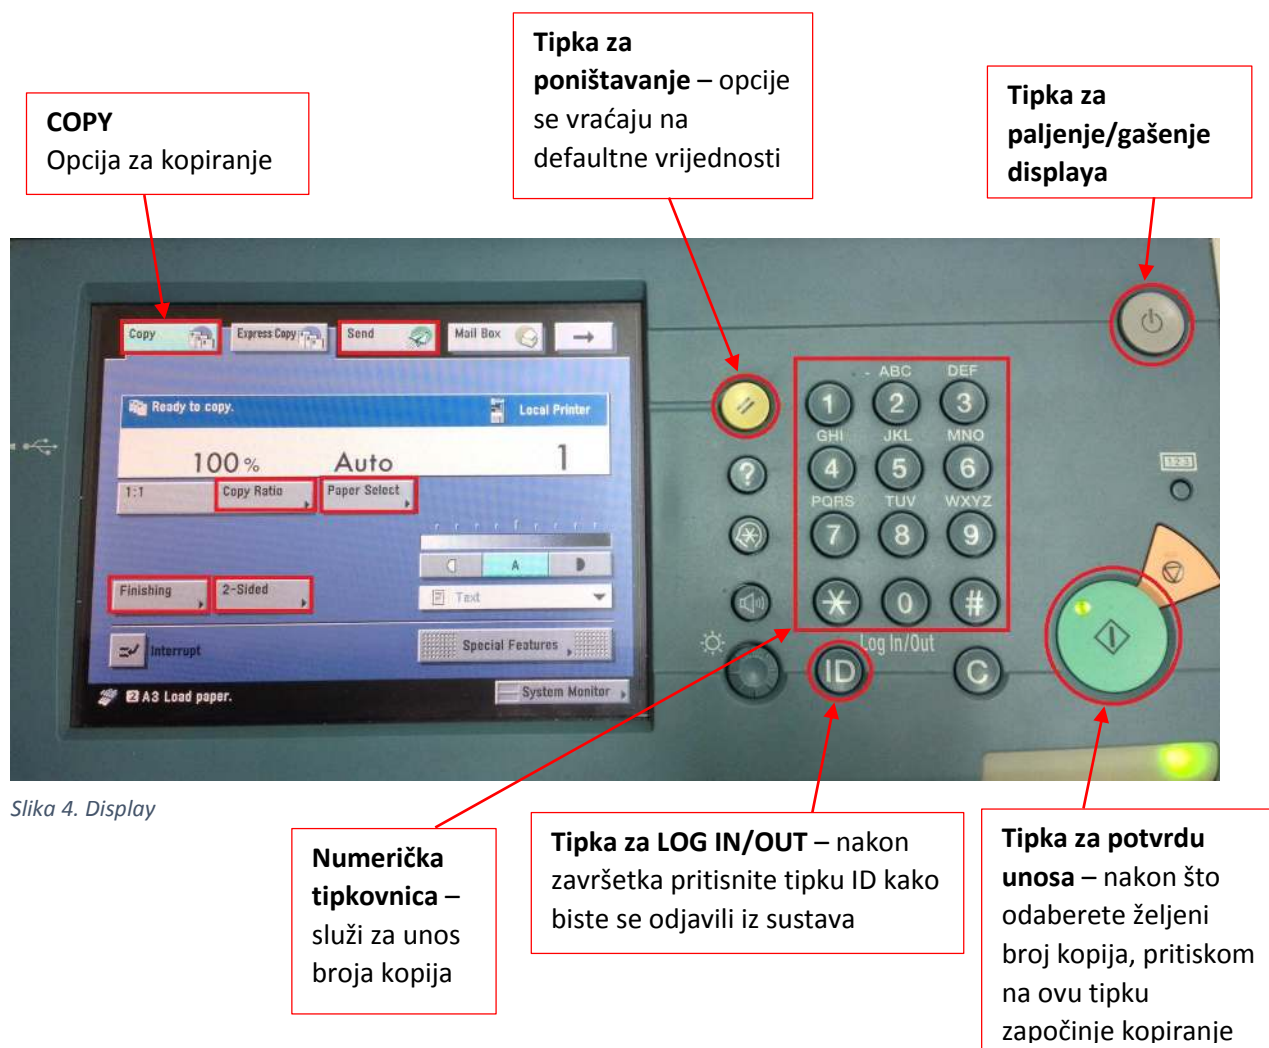 Tipka za
poništavanje – opcije
se vraćaju na
defaultne vrijednosti
Tipka za
paljenje/gašenje
displaya
COPY
Opcija za kopiranje
Copy
Express Copy
Send
Mail Box
→
Ready to copy.
Local Printer
100%
Auto
1
1:1
Copy Ratio
Paper Select
A
Finishing
2-Sided
Text
Interrupt
Special Features
2 A3 Load paper.
System Monitor
ABC
DEF
1
2
3
GHI
JKL
MNO
?
4
5
6
123
PQRS
TUV
WXYZ
7
8
9
0
#
Log In/Out
ID
C
Slika 4. Display
Numerička
tipkovnica –
služi za unos
broja kopija
Tipka za LOG IN/OUT – nakon
završetka pritisnite tipku ID kako
biste se odjavili iz sustava
Tipka za potvrdu
unosa – nakon što
odaberete željeni
broj kopija, pritiskom
na ovu tipku
započinje kopiranje